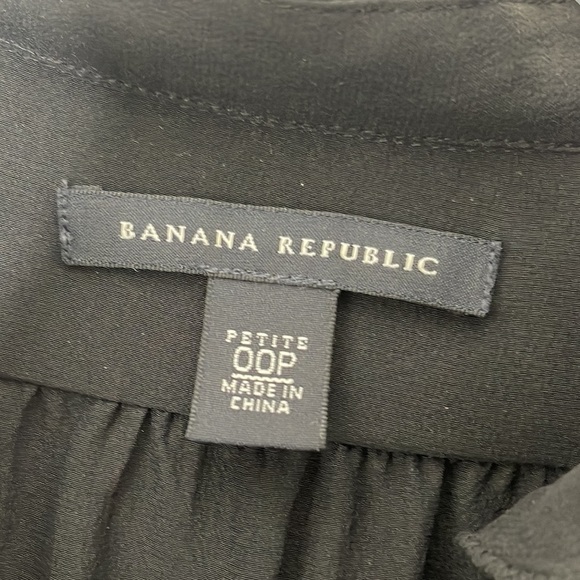 BANANA REPUBLIC
PETITE
00P
MADE IN
CHINA